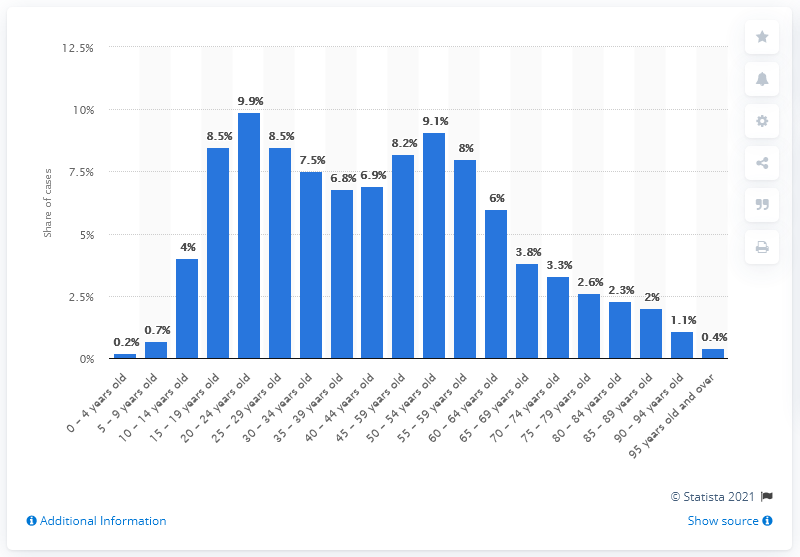 12.5%
10%
7.5%
5%
2.5%
0%
Share of cases
0.2%
0.7%
4%
8.5%
9.9%
8.5%
7.5%
6.8%
6.9%
8.2%
9.1%
8%
6%
3.8%
3.3%
2.6%
2.3%
2%
1.1%
0.4%
0 – 4 years old
5 – 9 years old
10 – 14 years old
15 – 19 years old
20 – 24 years old
25 – 29 years old
30 – 34 years old
35 – 39 years old
40 – 44 years old
45 – 59 years old
50 – 54 years old
55 – 59 years old
60 – 64 years old
65 – 69 years old
70 – 74 years old
75 – 79 years old
80 – 84 years old
85 – 89 years old
90 – 94 years old
95 years old and over
© Statista 2021
Additional Information
Show source